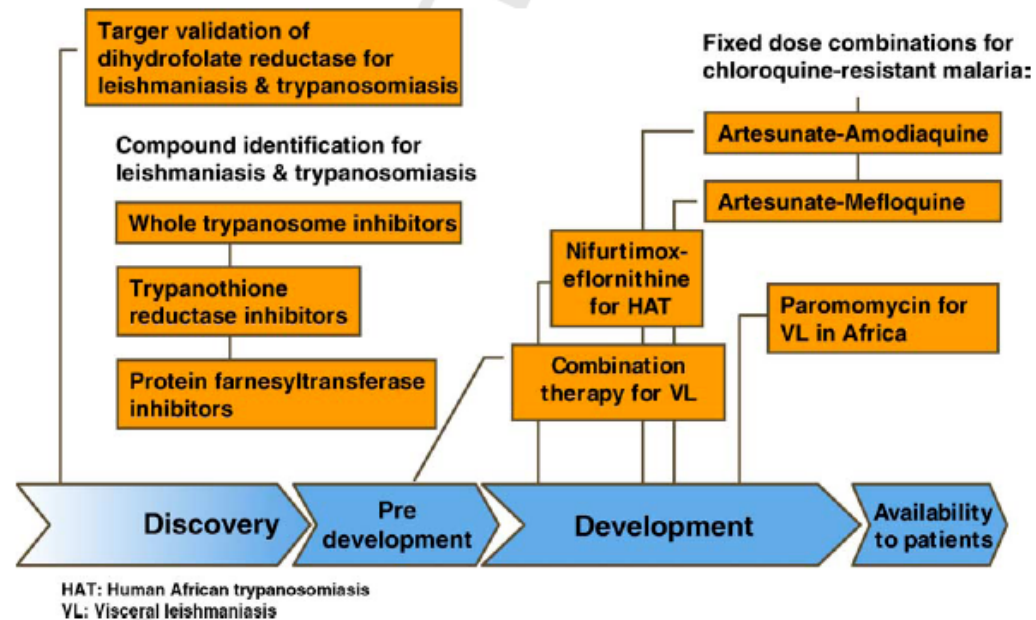 Targer validation of
dihydrofolate reductase for
leishmaniasis & trypanosomiasis
Compound identification for
leishmaniasis & trypanosomiasis
Whole trypanosome inhibitors
Trypanothione
reductase inhibitors
Protein farnesyltransferase
inhibitors
Fixed dose combinations for
chloroquine-resistant malaria:
Artesunate-Amodiaquine
Artesunate-Mefloquine
Nifurtimox-
eflornithine
for HAT
Combination
therapy for VL
Paromomycin for
VL in Africa
Discovery
Pre
development
Development
Availability
to patients
HAT: Human African trypanosomiasis
VL: Visceral leishmaniasis